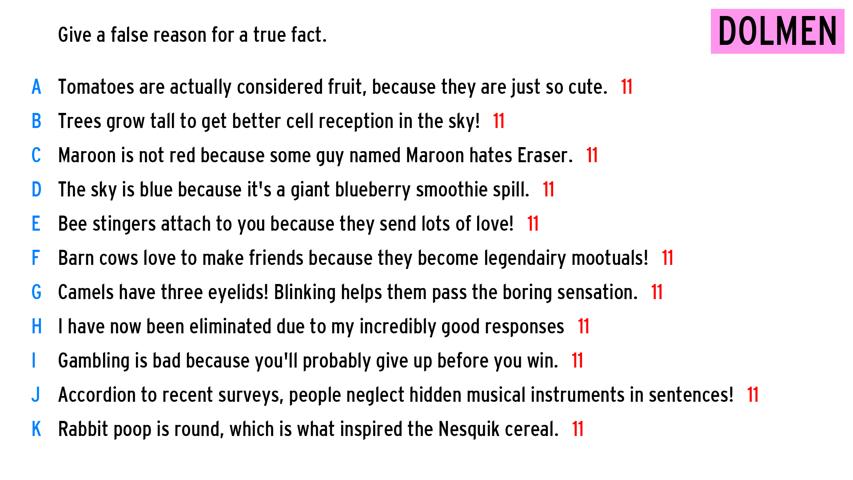 Give a false reason for a true fact.
DOLMEN
A Tomatoes are actually considered fruit, because they are just so cute. 11
B Trees grow tall to get better cell reception in the sky! 11
C Maroon is not red because some guy named Maroon hates Eraser. 11
D The sky is blue because it's a giant blueberry smoothie spill. 11
E Bee stingers attach to you because they send lots of love! 11
F Barn cows love to make friends because they become legendairy mootuals! 11
G Camels have three eyelids! Blinking helps them pass the boring sensation. 11
H I have now been eliminated due to my incredibly good responses 11
I Gambling is bad because you'll probably give up before you win. 11
J Accordion to recent surveys, people neglect hidden musical instruments in sentences! 11
K Rabbit poop is round, which is what inspired the Nesquik cereal. 11